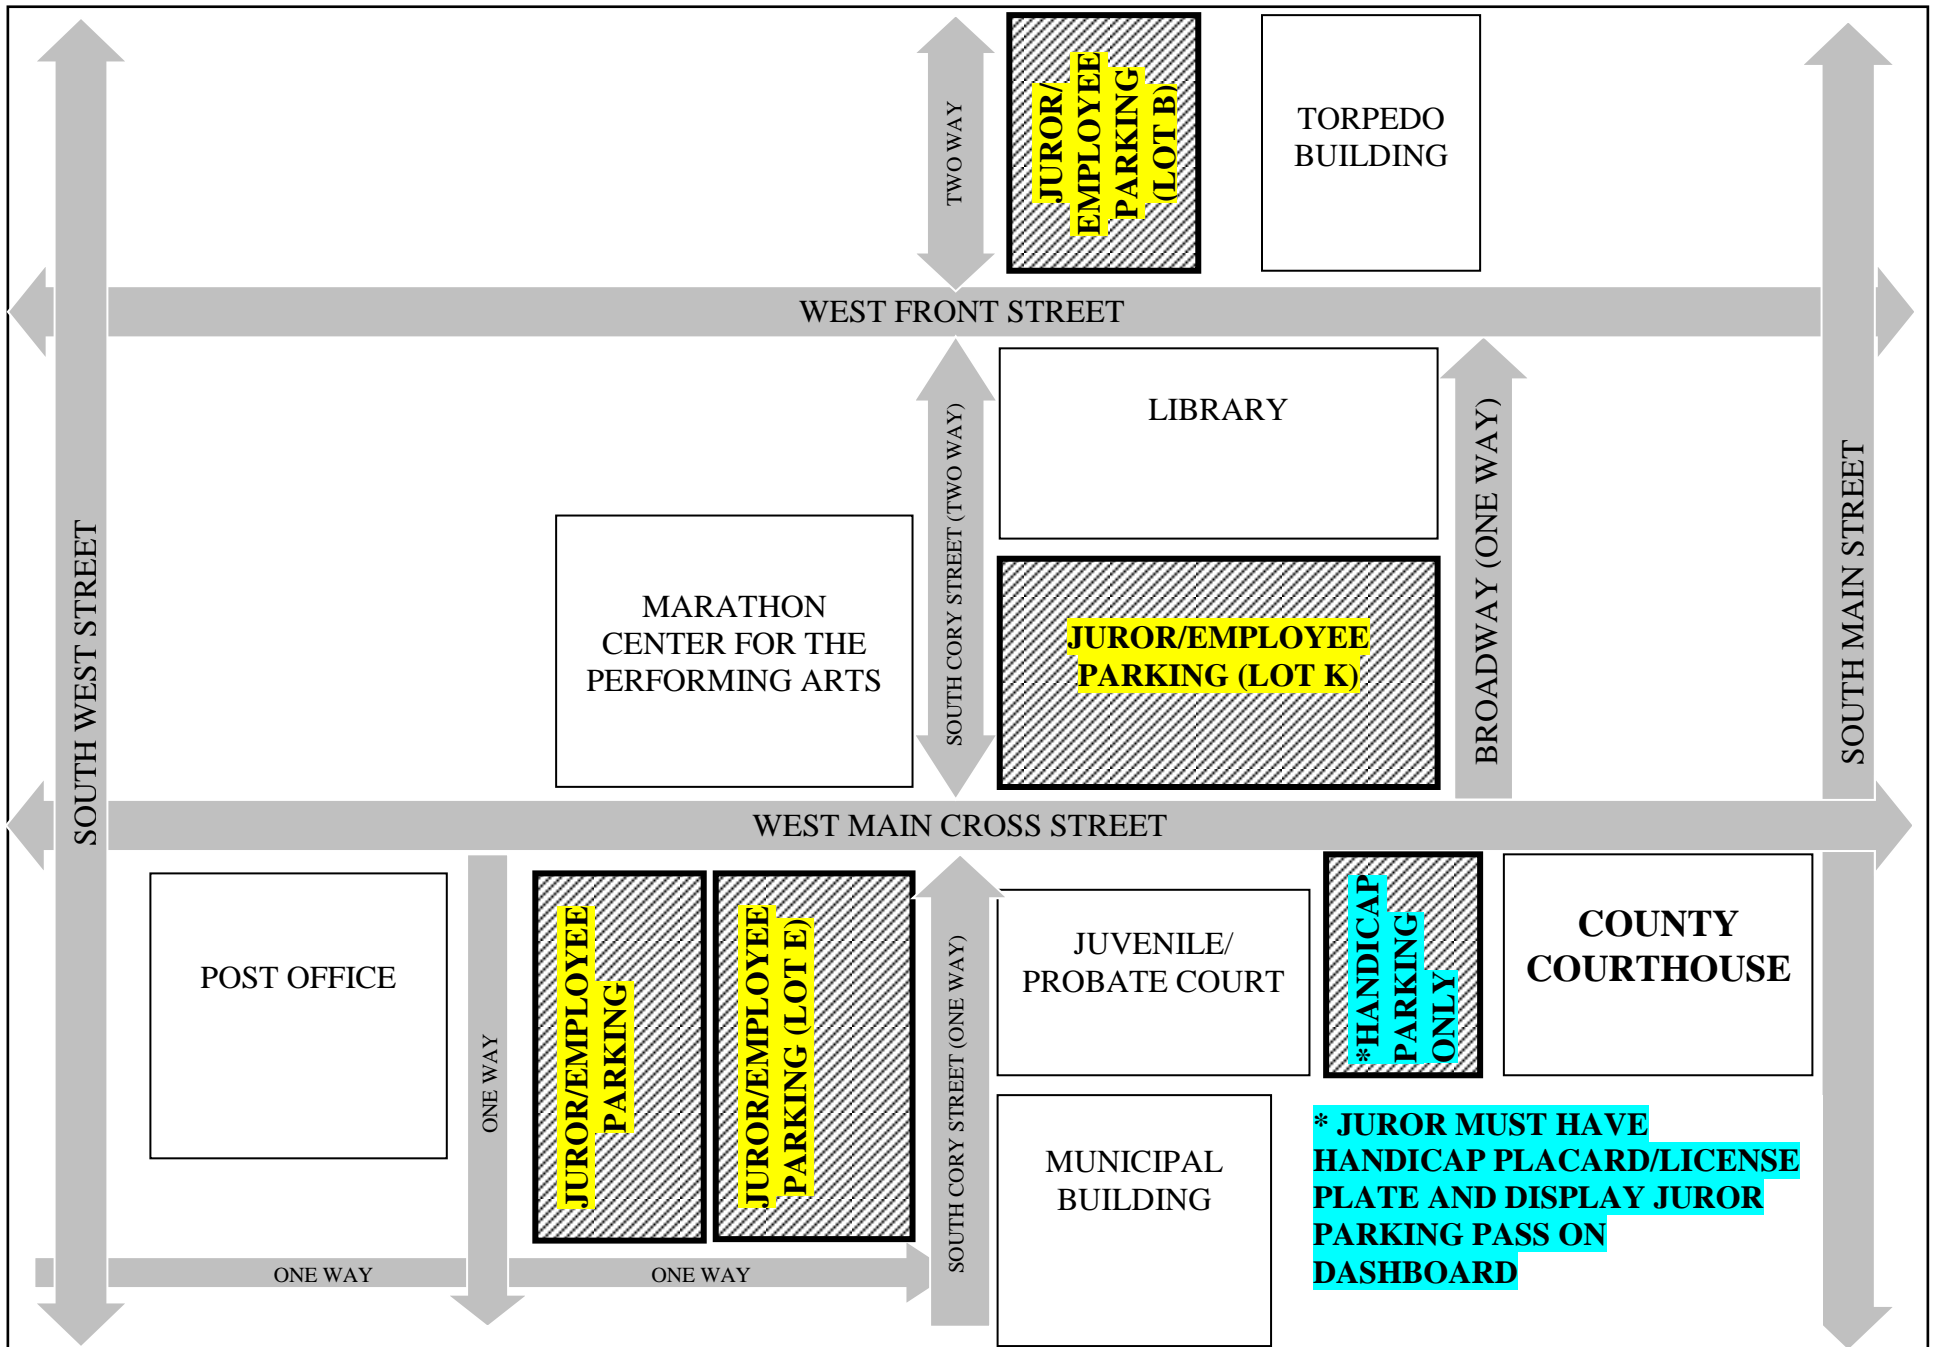 TWO WAY
JUROR/
EMPLOYEE
PARKING
(LOT B)
TORPEDO
BUILDING
WEST FRONT STREET
SOUTH WEST STREET
MARATHON
CENTER FOR THE
PERFORMING ARTS
SOUTH CORY STREET (TWO WAY)
LIBRARY
JUROR/EMPLOYEE
PARKING (LOT K)
BROADWAY (ONE WAY)
SOUTH MAIN STREET
WEST MAIN CROSS STREET
POST OFFICE
ONE WAY
JUROR/EMPLOYEE
PARKING
JUROR/EMPLOYEE
PARKING (LOT E)
SOUTH CORY STREET (ONE WAY)
JUVENILE/
PROBATE COURT
*HANDICAP
PARKING
ONLY
COUNTY
COURTHOUSE
MUNICIPAL
BUILDING
* JUROR MUST HAVE
HANDICAP PLACARD/LICENSE
PLATE AND DISPLAY JUROR
PARKING PASS ON
DASHBOARD
ONE WAY
ONE WAY